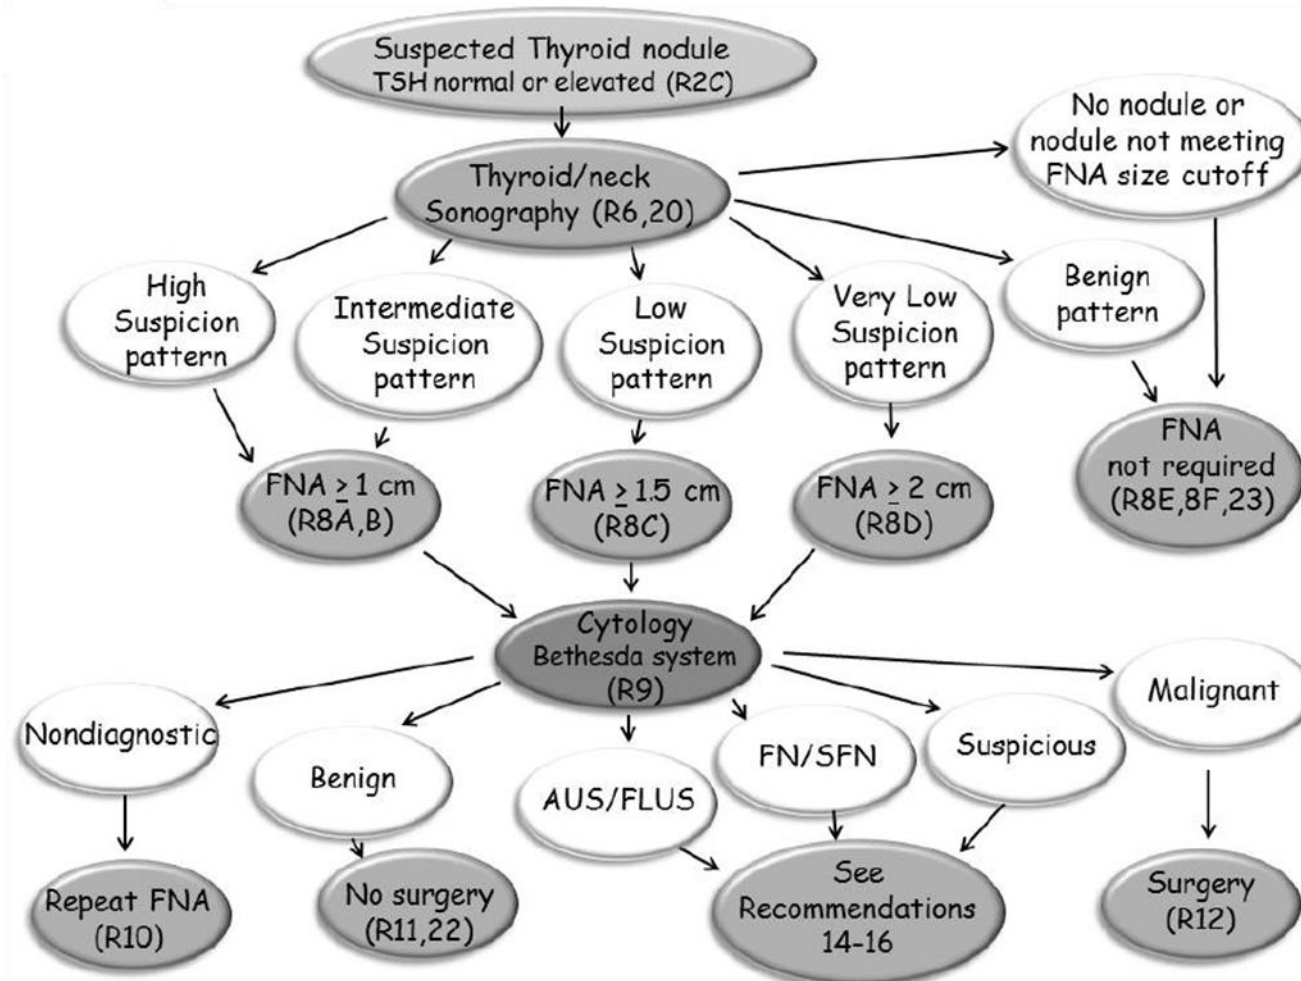 Suspected Thyroid nodule
TSH normal or elevated (R2C)
No nodule or
nodule not meeting
FNA size cutoff
Thyroid/neck
Sonography (R6,20)
High
Suspicion
pattern
Intermediate
Suspicion
pattern
Low
Suspicion
pattern
Very Low
Suspicion
pattern
Benign
pattern
FNA ≥ 1 cm
(R8A,B)
FNA ≥ 1.5 cm
(R8C)
FNA ≥ 2 cm
(R8D)
FNA
not required
(R8E,8F,23)
Cytology
Bethesda system
(R9)
Nondiagnostic
Benign
AUS/FLUS
FN/SFN
Suspicious
Malignant
Repeat FNA
(R10)
No surgery
(R11,22)
See
Recommendations
14-16
Surgery
(R12)